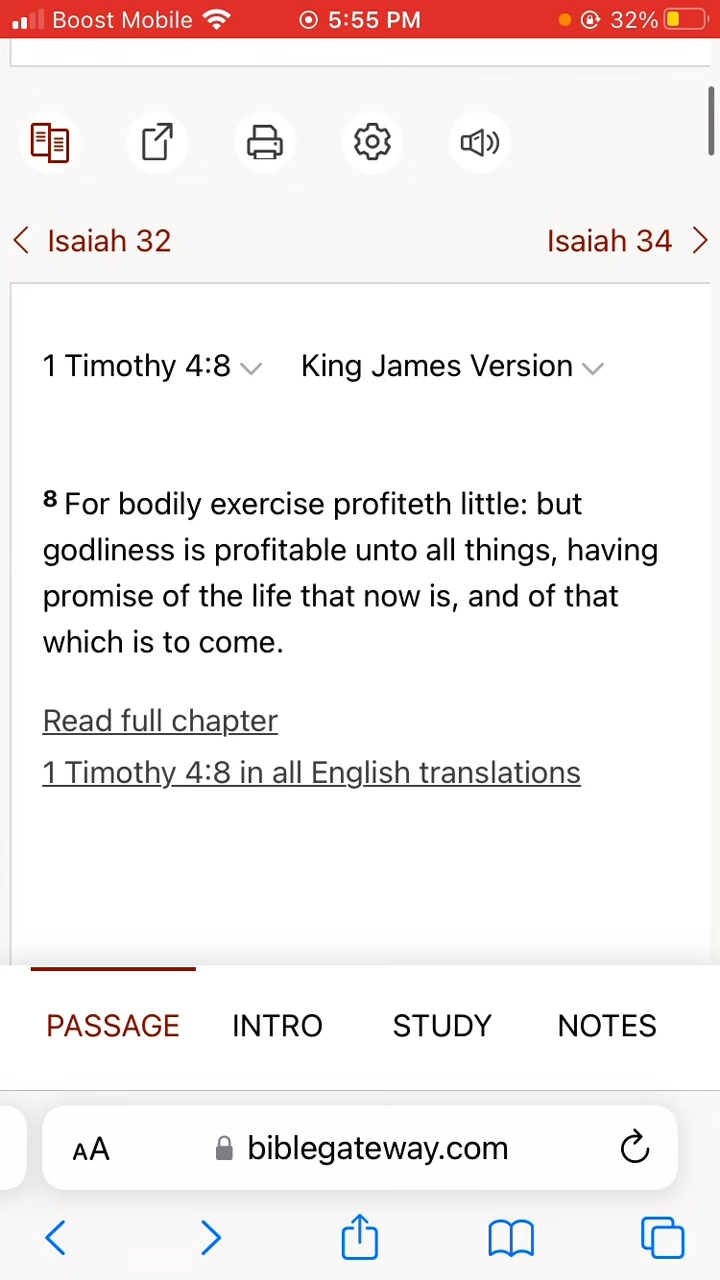 Boost Mobile 5:55 PM 32%
Isaiah 32 Isaiah 34
1 Timothy 4:8 King James Version
8 For bodily exercise profiteth little: but
godliness is profitable unto all things, having
promise of the life that now is, and of that
which is to come.
Read full chapter
1 Timothy 4:8 in all English translations
PASSAGE INTRO STUDY NOTES
AA biblegateway.com